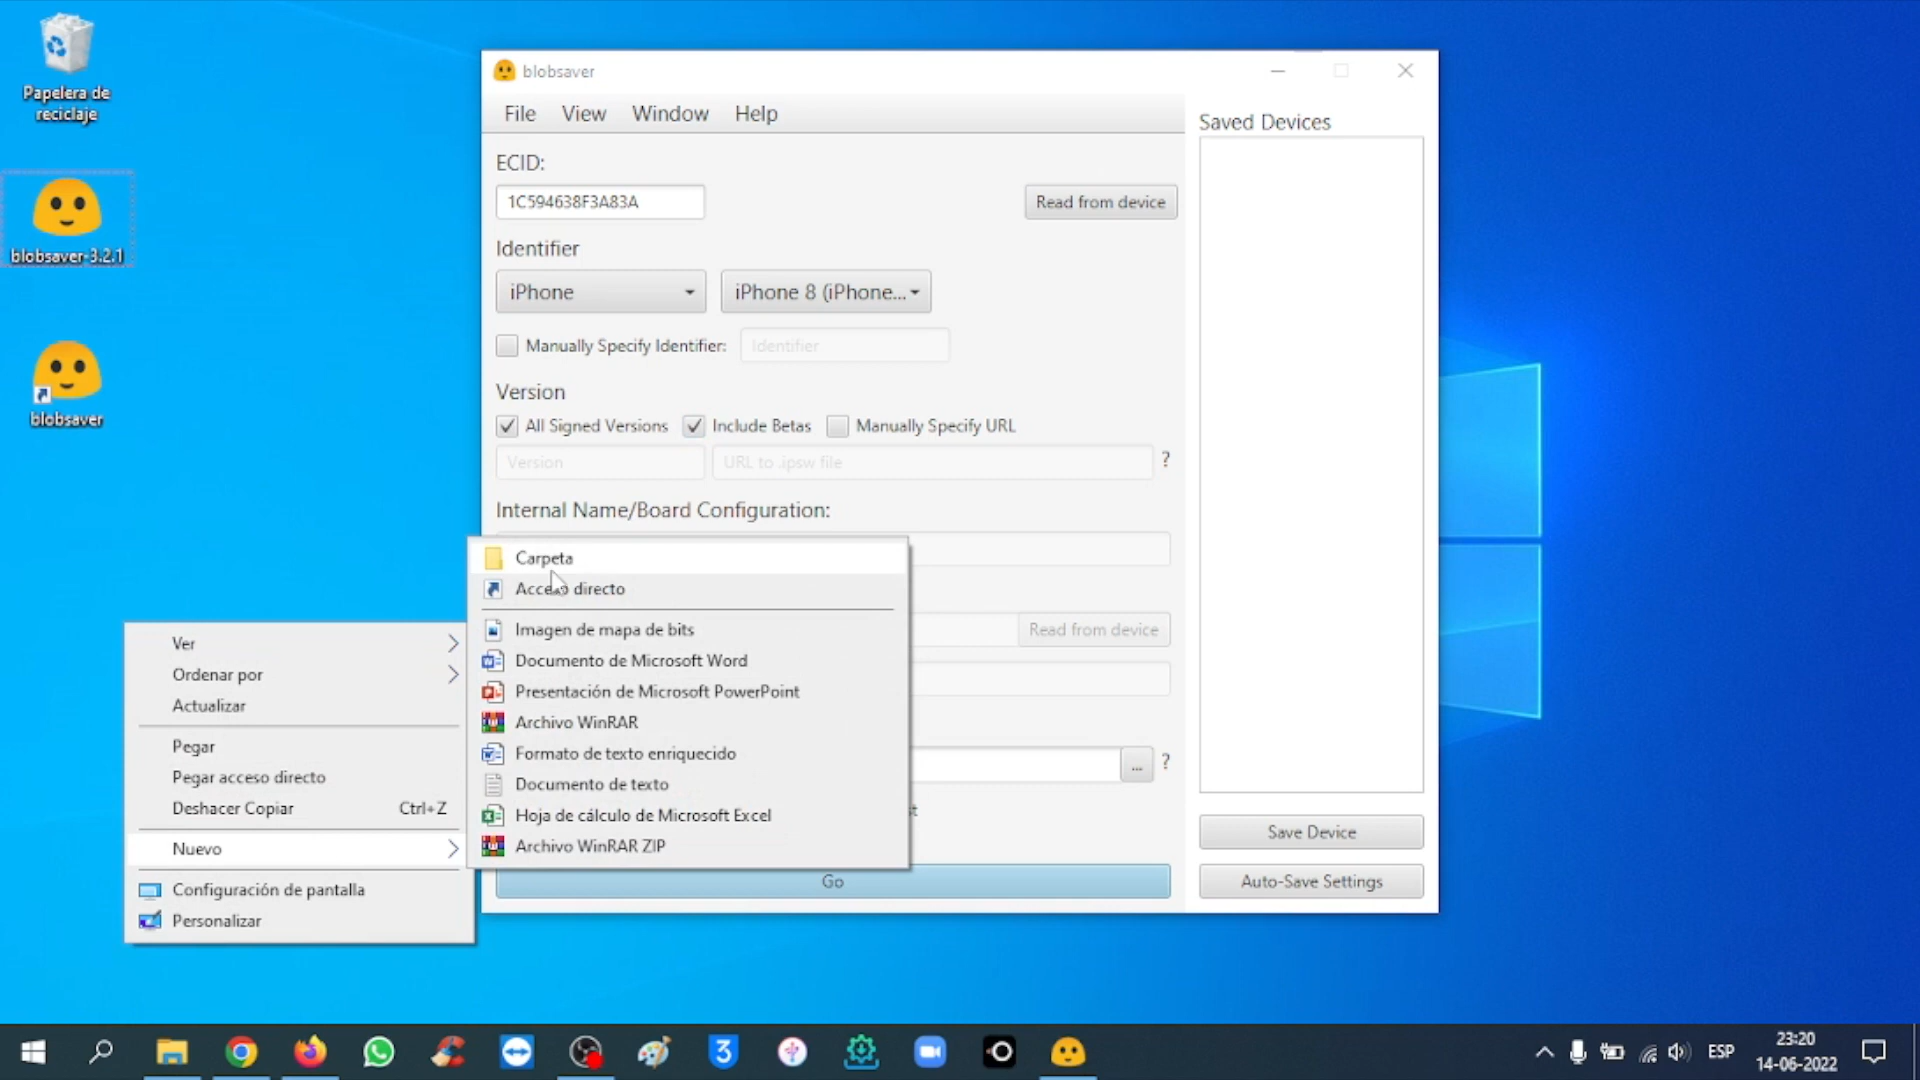 Papelera de
reciclaje
blobsaver-3.2.1
blobsaver
blobsaver
File View Window Help
ECID:
1C594638F3A83A
Read from device
Identifier
iPhone
iPhone 8 (iPhone...
Manually Specify Identifier:
Identifier
Version
All Signed Versions
Include Betas
Manually Specify URL
Version
URL to .ipsw file
?
Internal Name/Board Configuration:
Read from device
...
?
Go
Saved Devices
Save Device
Auto-Save Settings
Ver
Ordenar por
Actualizar
Pegar
Pegar acceso directo
Deshacer Copiar Ctrl+Z
Nuevo
Configuración de pantalla
Personalizar
Carpeta
Acceso directo
Imagen de mapa de bits
Documento de Microsoft Word
Presentación de Microsoft PowerPoint
Archivo WinRAR
Formato de texto enriquecido
Documento de texto
Hoja de cálculo de Microsoft Excel
Archivo WinRAR ZIP
3
ESP
23:20
14-06-2022